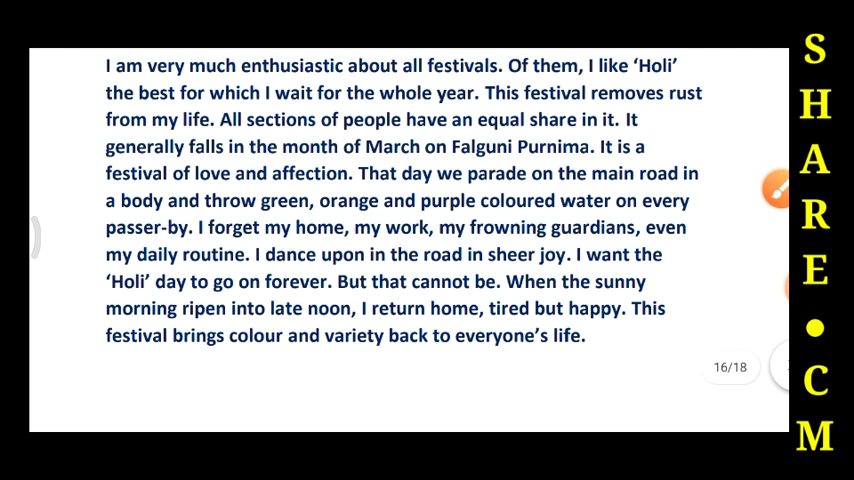 I am very much enthusiastic about all festivals. Of them, I like ‘Holi’
the best for which I wait for the whole year. This festival removes rust
from my life. All sections of people have an equal share in it. It
generally falls in the month of March on Falguni Purnima. It is a
festival of love and affection. That day we parade on the main road in
a body and throw green, orange and purple coloured water on every
passer-by. I forget my home, my work, my frowning guardians, even
my daily routine. I dance upon in the road in sheer joy. I want the
‘Holi’ day to go on forever. But that cannot be. When the sunny
morning ripen into late noon, I return home, tired but happy. This
festival brings colour and variety back to everyone’s life.
16/18
SHARE•CM